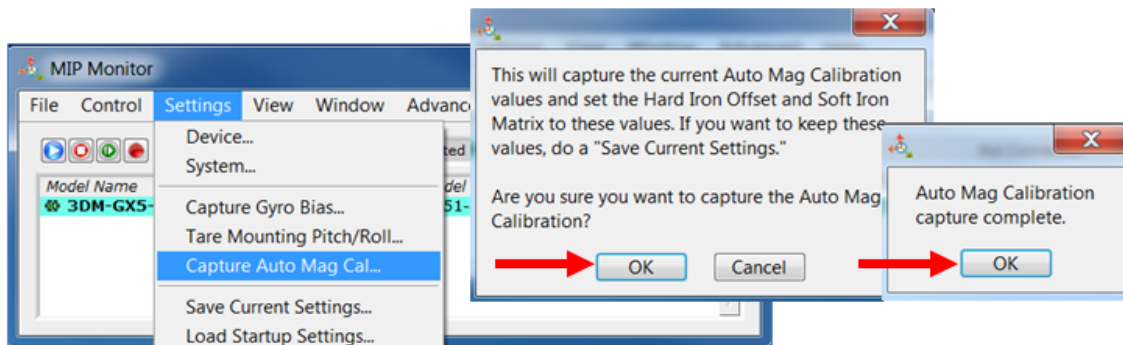 MIP Monitor
File Control Settings View Window Advanc
Device...
System...
ted
Model Name
del
3DM-GX5-
51-
Capture Gyro Bias...
Tare Mounting Pitch/Roll...
Capture Auto Mag Cal...
Save Current Settings...
Load Startup Settings...
This will capture the current Auto Mag Calibration
values and set the Hard Iron Offset and Soft Iron
Matrix to these values. If you want to keep these
values, do a "Save Current Settings."
Are you sure you want to capture the Auto Mag
Calibration?
OK Cancel
Auto Mag Calibration
capture complete.
OK